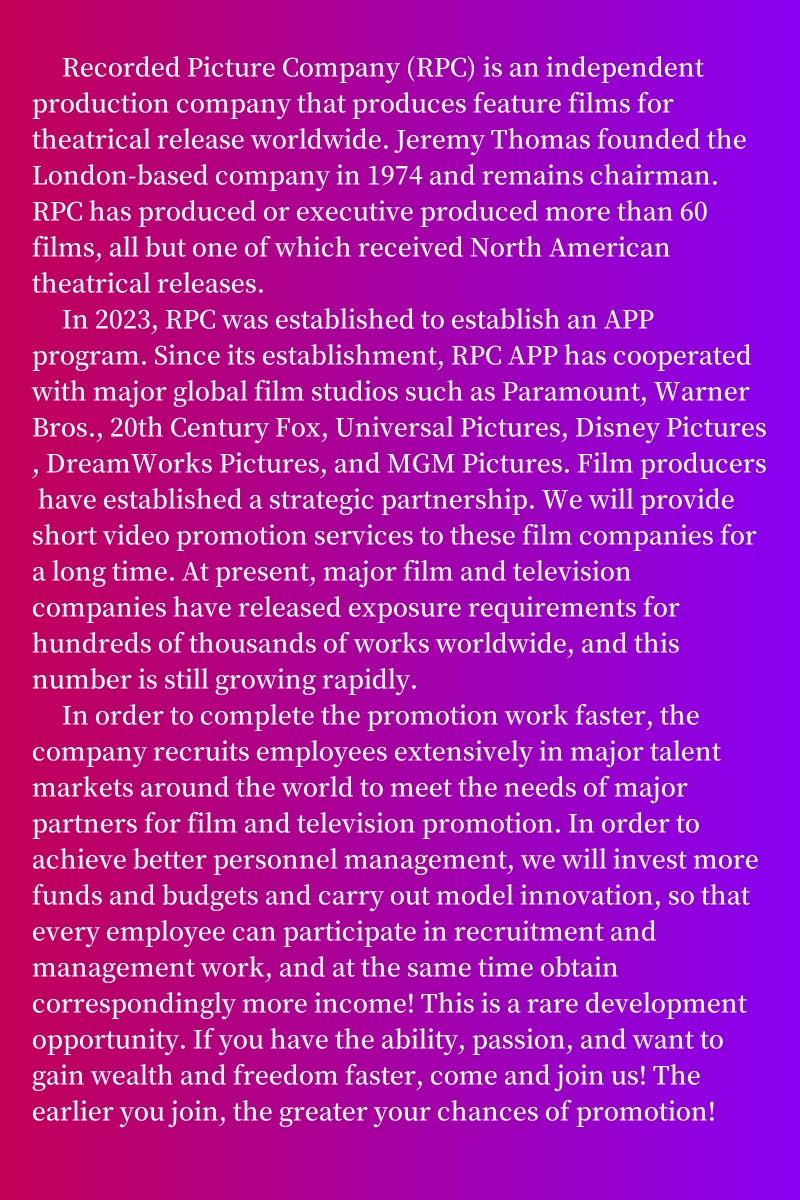 Recorded Picture Company (RPC) is an independent
production company that produces feature films for
theatrical release worldwide. Jeremy Thomas founded the
London-based company in 1974 and remains chairman.
RPC has produced or executive produced more than 60
films, all but one of which received North American
theatrical releases.
In 2023, RPC was established to establish an APP
program. Since its establishment, RPC APP has cooperated
with major global film studios such as Paramount, Warner
Bros., 20th Century Fox, Universal Pictures, Disney Pictures
, DreamWorks Pictures, and MGM Pictures. Film producers
have established a strategic partnership. We will provide
short video promotion services to these film companies for
a long time. At present, major film and television
companies have released exposure requirements for
hundreds of thousands of works worldwide, and this
number is still growing rapidly.
In order to complete the promotion work faster, the
company recruits employees extensively in major talent
markets around the world to meet the needs of major
partners for film and television promotion. In order to
achieve better personnel management, we will invest more
funds and budgets and carry out model innovation, so that
every employee can participate in recruitment and
management work, and at the same time obtain
correspondingly more income! This is a rare development
opportunity. If you have the ability, passion, and want to
gain wealth and freedom faster, come and join us! The
earlier you join, the greater your chances of promotion!